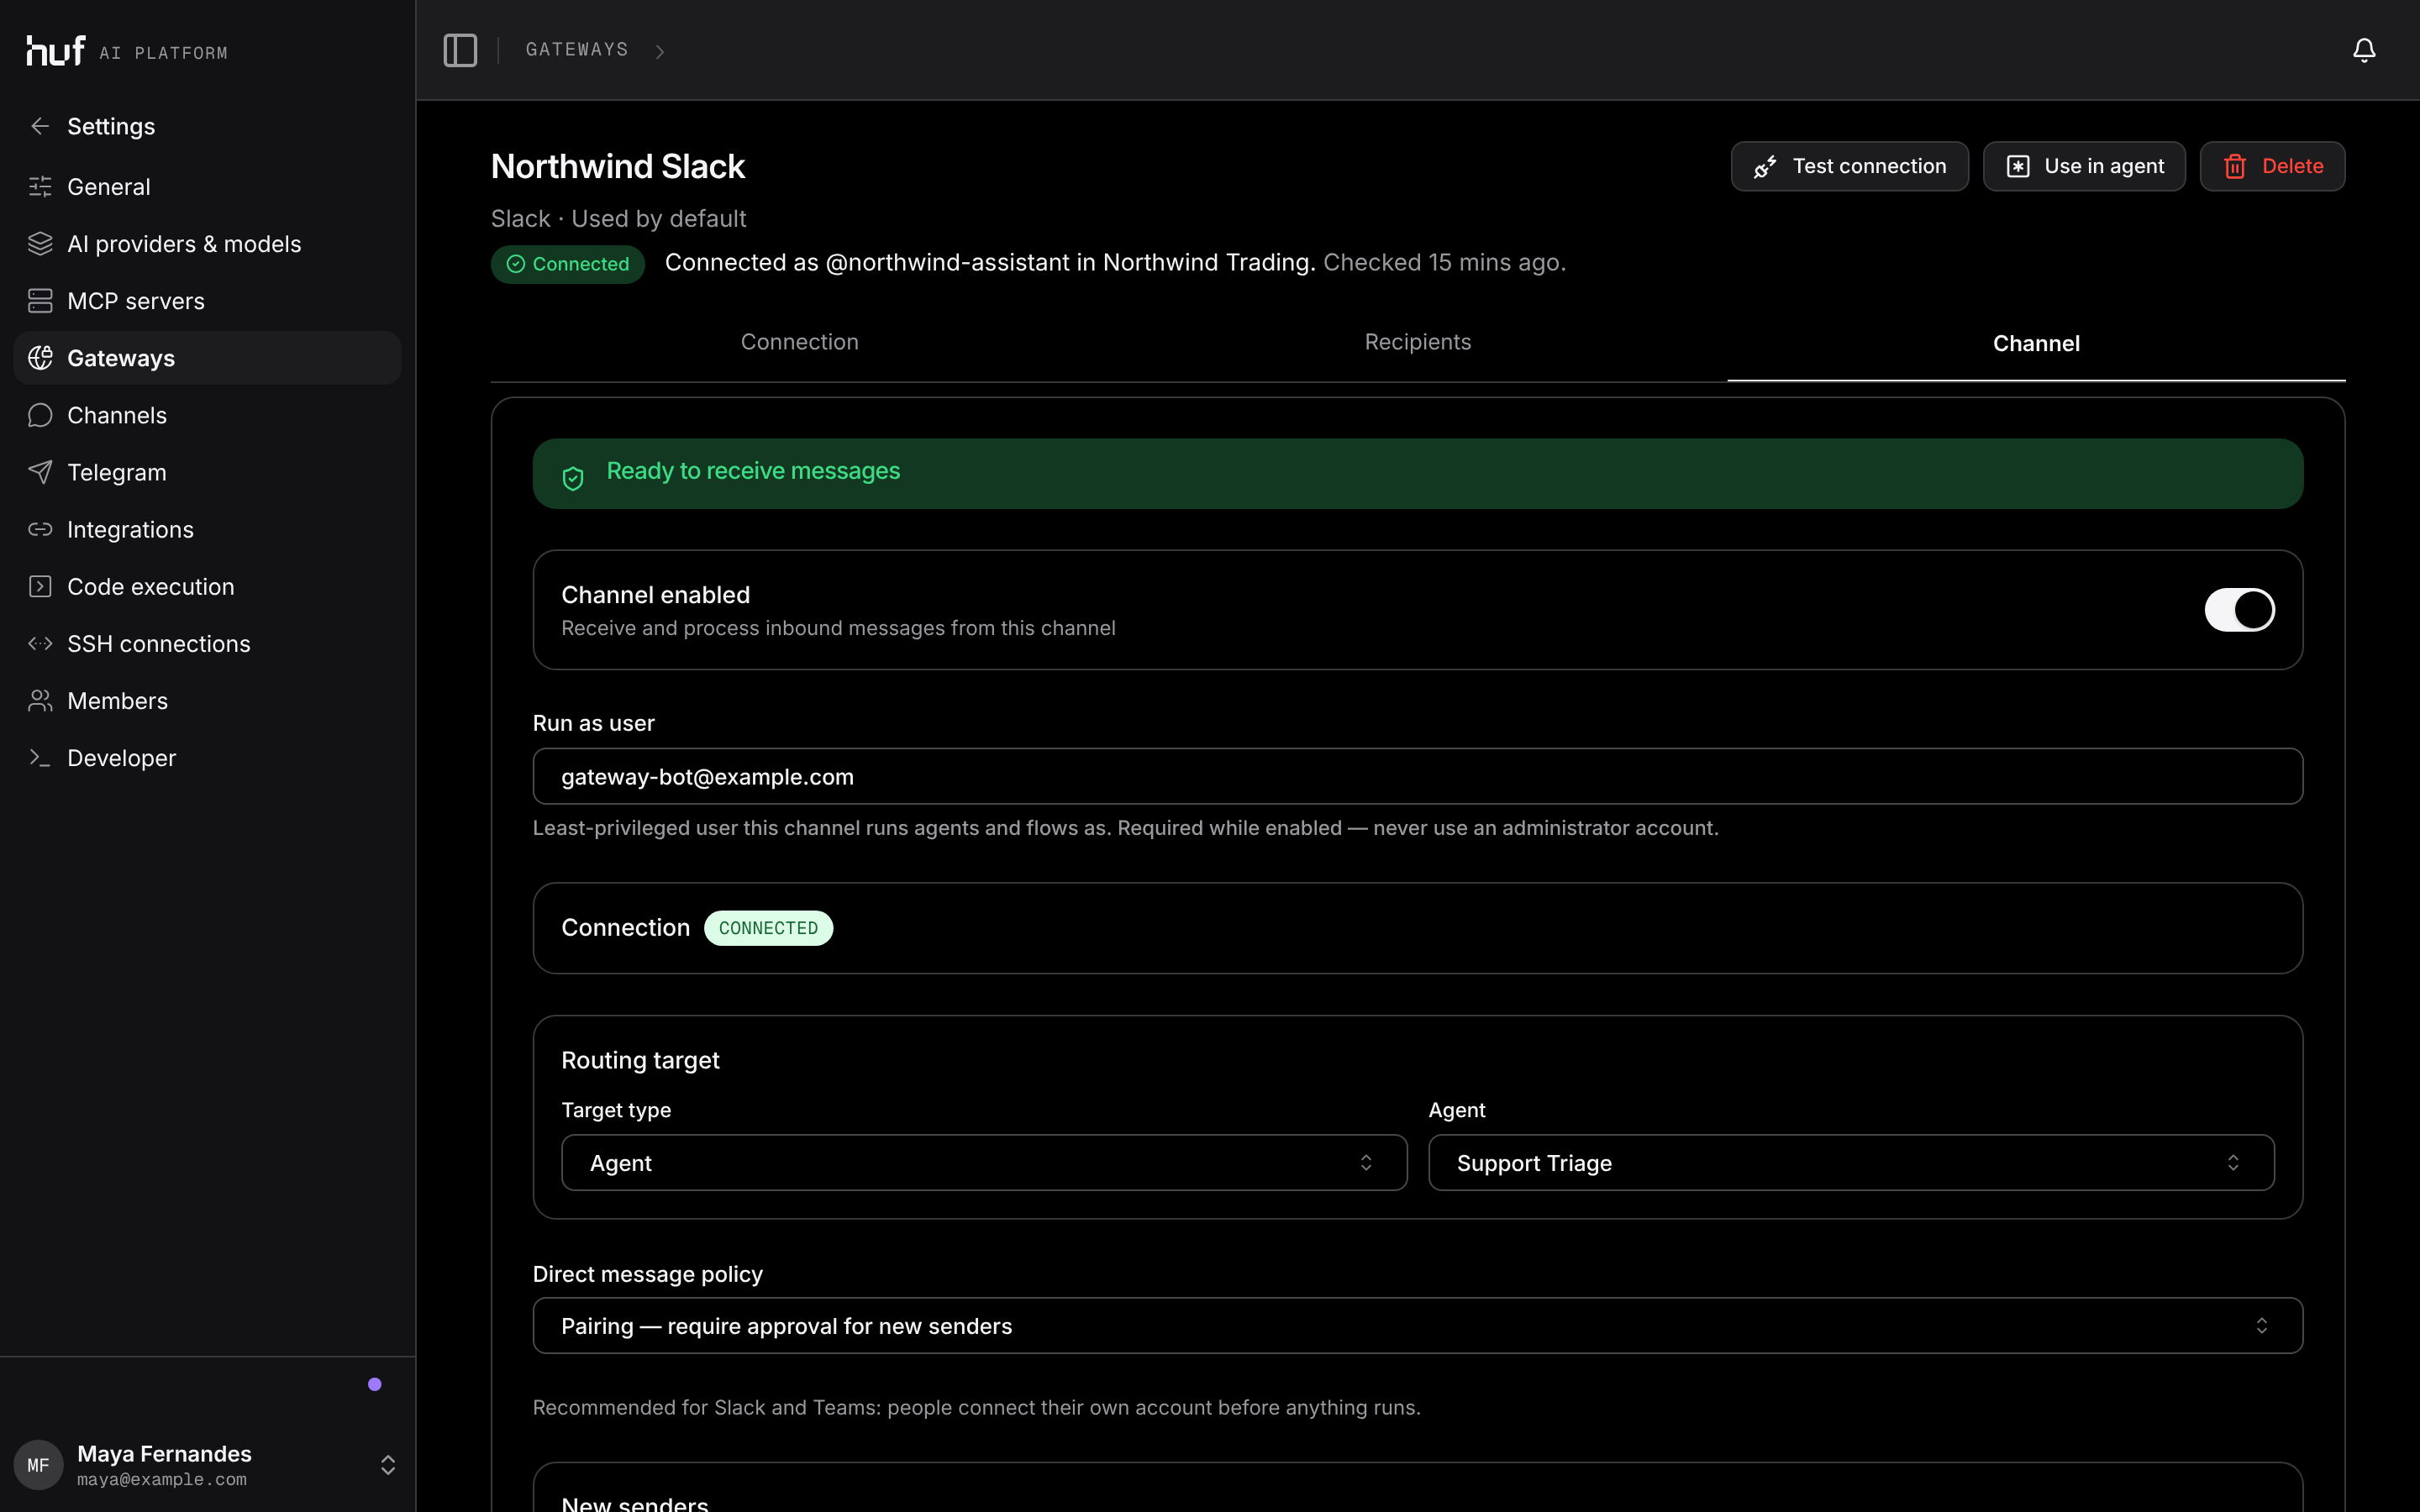 huf AI PLATFORM
Settings
General
AI providers & models
MCP servers
Gateways
Channels
Telegram
Integrations
Code execution
SSH connections
Members
Developer
MF
Maya Fernandes
maya@example.com
GATEWAYS
Northwind Slack
Test connection
Use in agent
Delete
Slack · Used by default
Connected
Connected as @northwind-assistant in Northwind Trading. Checked 15 mins ago.
Connection
Recipients
Channel
Ready to receive messages
Channel enabled
Receive and process inbound messages from this channel
Run as user
gateway-bot@example.com
Least-privileged user this channel runs agents and flows as. Required while enabled — never use an administrator account.
Connection CONNECTED
Routing target
Target type
Agent
Agent
Support Triage
Direct message policy
Pairing — require approval for new senders
Recommended for Slack and Teams: people connect their own account before anything runs.
New senders